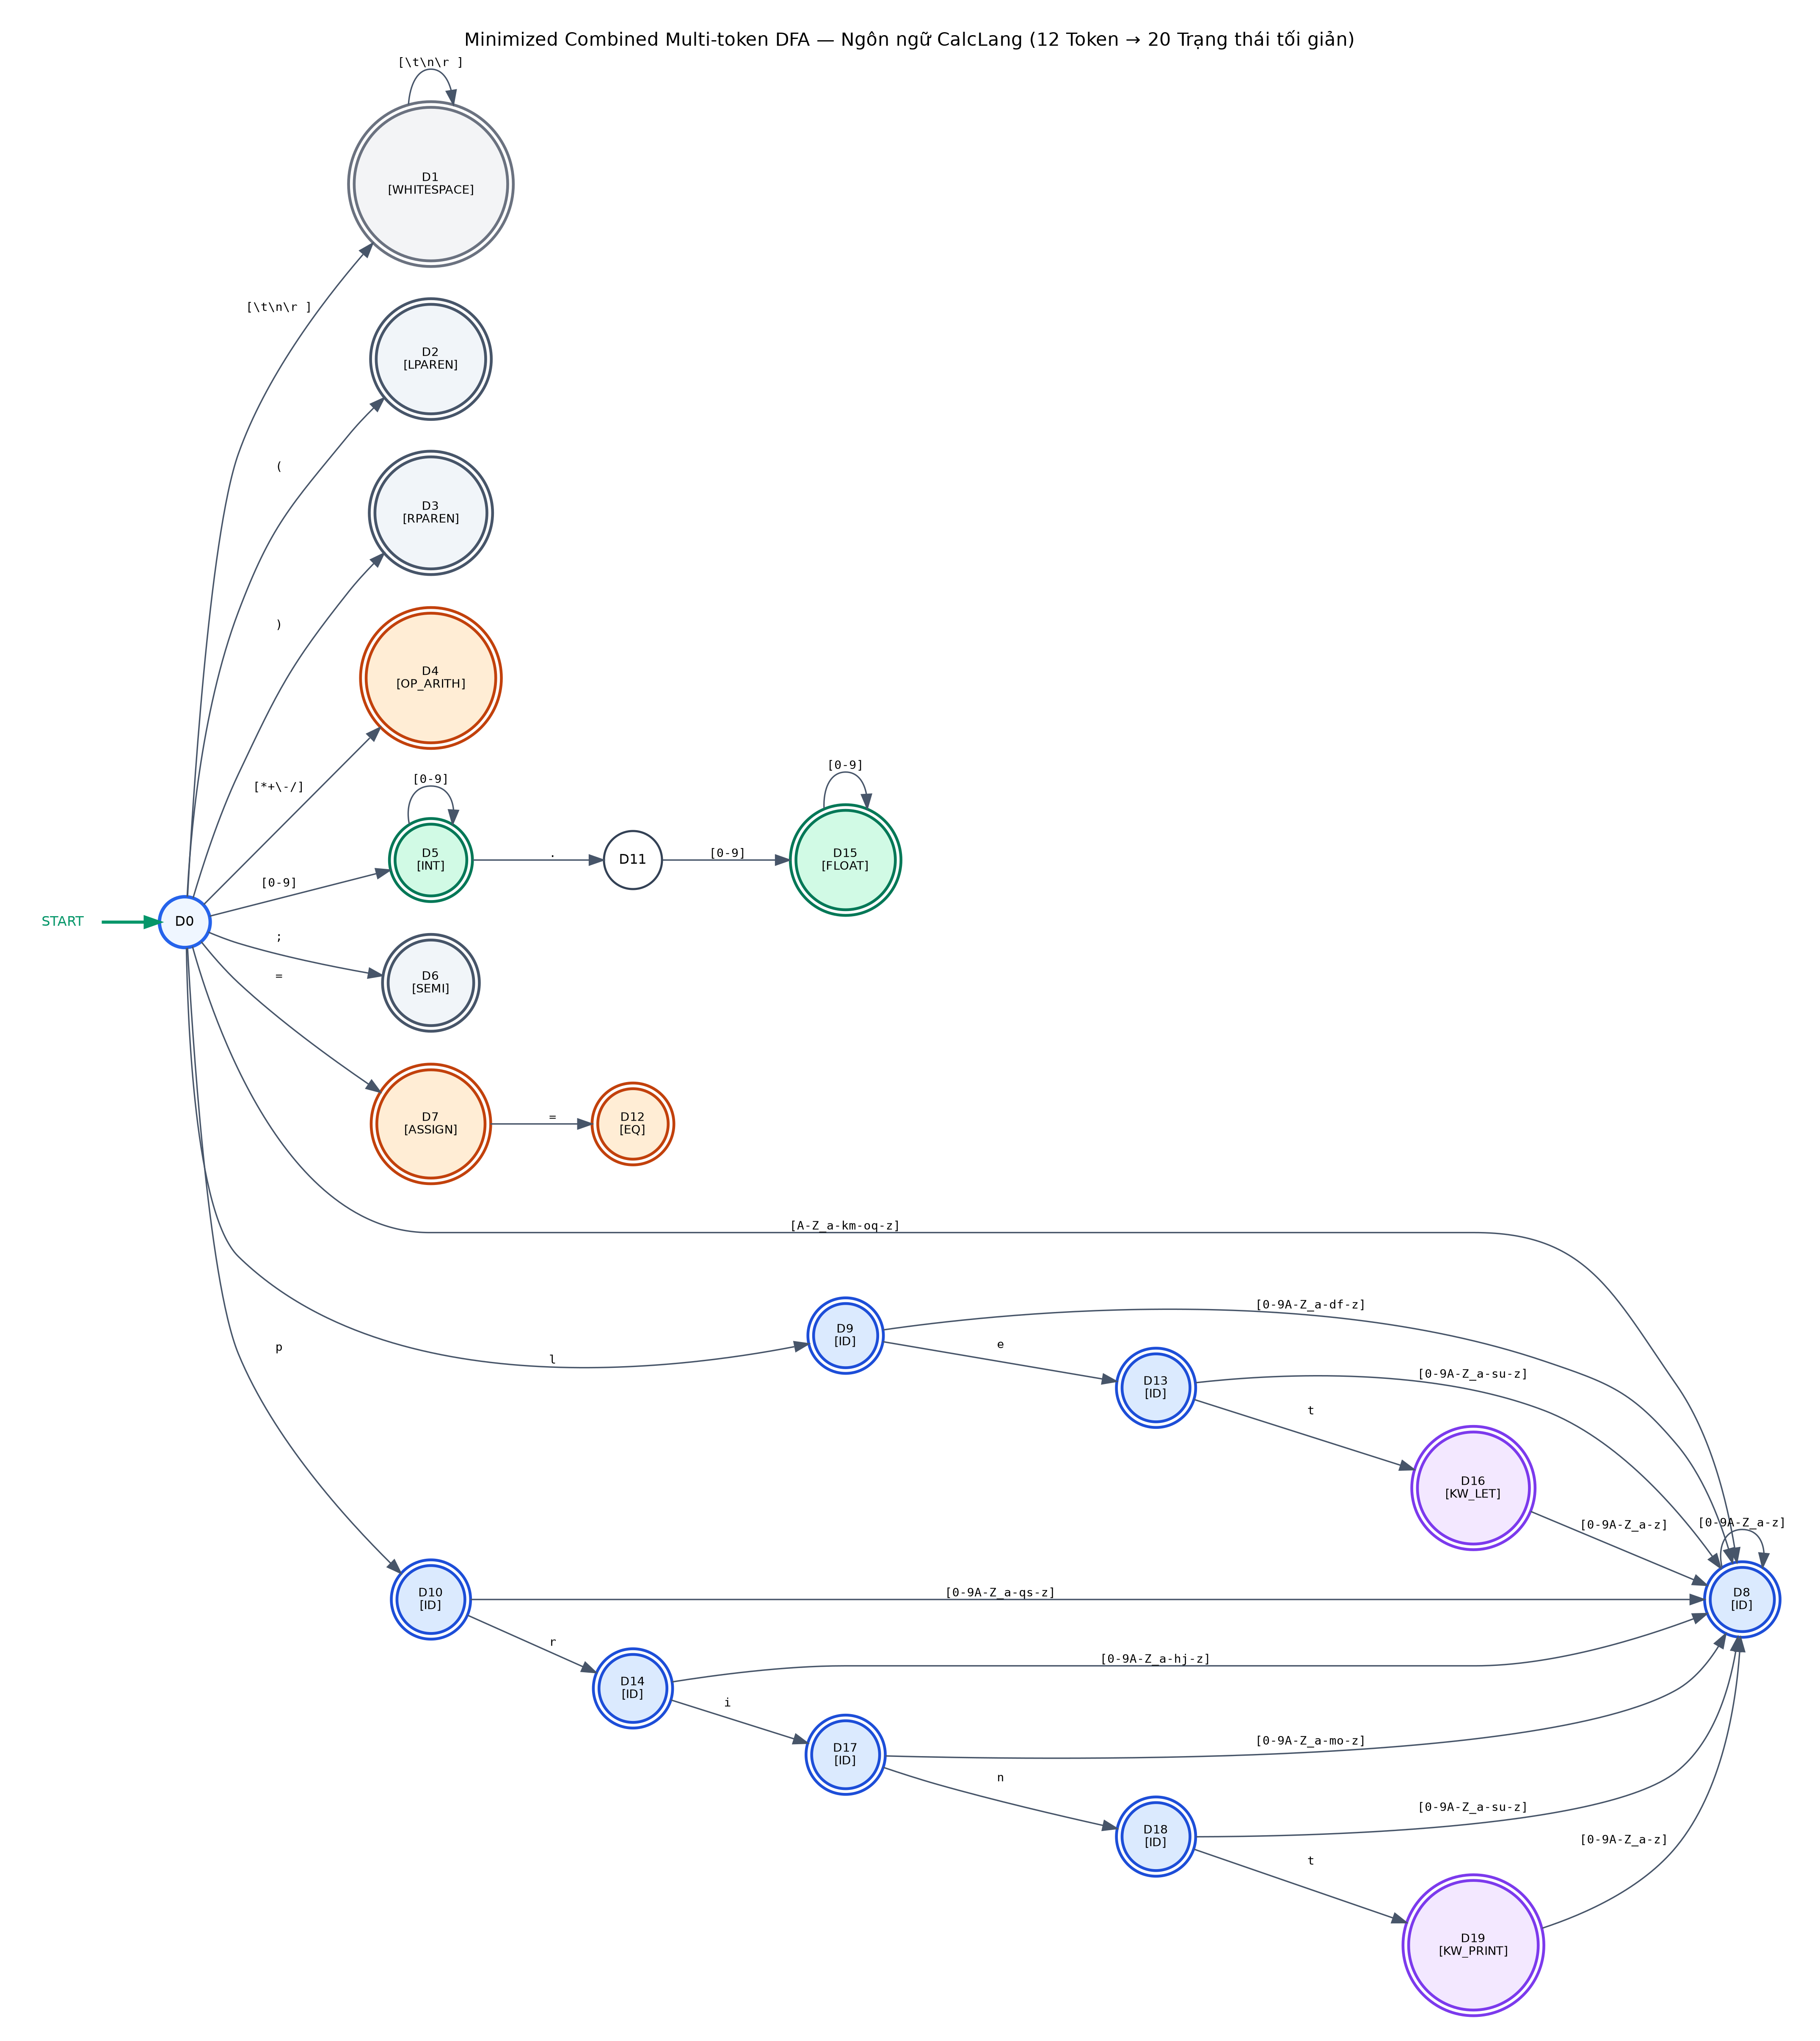 Minimized Combined Multi-token DFA — Ngôn ngữ CalcLang (12 Token → 20 Trạng thái tối giản)
[\t\n\r ]
D1
[WHITESPACE]
[\t\n\r ]
D2
[LPAREN]
(
D3
[RPAREN]
)
D4
[OP_ARITH]
[*+\-/]
[0-9]
[0-9]
D5
[INT]
.
D11
[0-9]
D15
[FLOAT]
[0-9]
START
D0
;
D6
[SEMI]
=
D7
[ASSIGN]
=
D12
[EQ]
[A-Z_a-km-oq-z]
l
D9
[ID]
[0-9A-Z_a-df-z]
e
D13
[ID]
[0-9A-Z_a-su-z]
t
D16
[KW_LET]
[0-9A-Z_a-z]
[0-9A-Z_a-z]
D8
[ID]
p
D10
[ID]
[0-9A-Z_a-qs-z]
r
D14
[ID]
[0-9A-Z_a-hj-z]
i
D17
[ID]
[0-9A-Z_a-mo-z]
n
D18
[ID]
[0-9A-Z_a-su-z]
t
[0-9A-Z_a-z]
D19
[KW_PRINT]